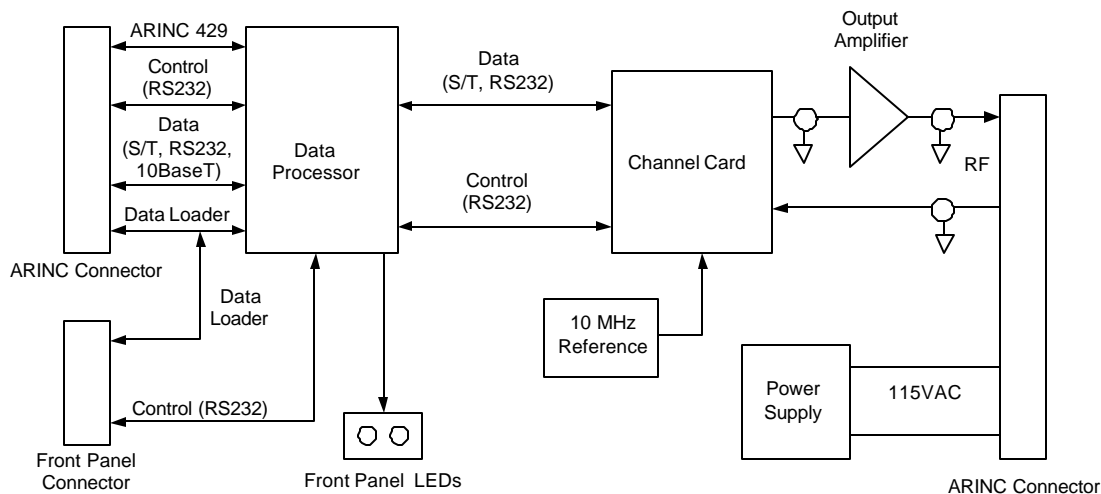 ARINC 429
Control
(RS232)
Data
(S/T, RS232,
10BaseT)
Data Loader
ARINC Connector
Data
Loader
Control (RS232)
Front Panel
Connector
Data
Processor
Front Panel LEDs
Data
(S/T, RS232)
Control
(RS232)
Channel Card
10 MHz
Reference
Output
Amplifier
RF
Power
Supply
115VAC
ARINC Connector